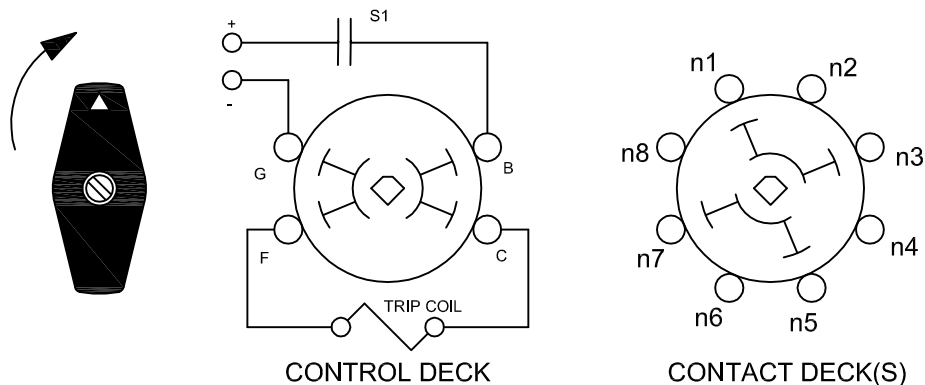 S1
+
-
G
B
F
C
TRIP COIL
CONTROL DECK
n1
n2
n8
n3
n7
n4
n6
n5
CONTACT DECK(S)